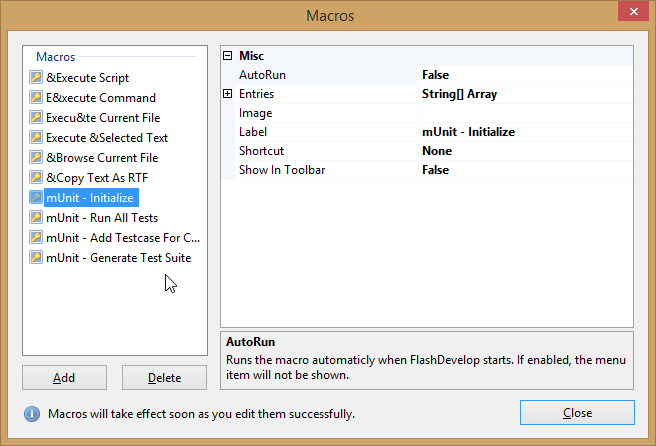 Macros
Macros
&Execute Script
E&xecute Command
Execu&te Current File
Execute &Selected Text
&Browse Current File
&Copy Text As RTF
mUnit - Initialize
mUnit - Run All Tests
mUnit - Add Testcase For C...
mUnit - Generate Test Suite
Add
Delete
Misc
AutoRun False
Entries String[] Array
Image
Label mUnit - Initialize
Shortcut None
Show In Toolbar False
AutoRun
Runs the macro automaticly when FlashDevelop starts. If enabled, the menu
item will not be shown.
Macros will take effect soon as you edit them successfully.
Close